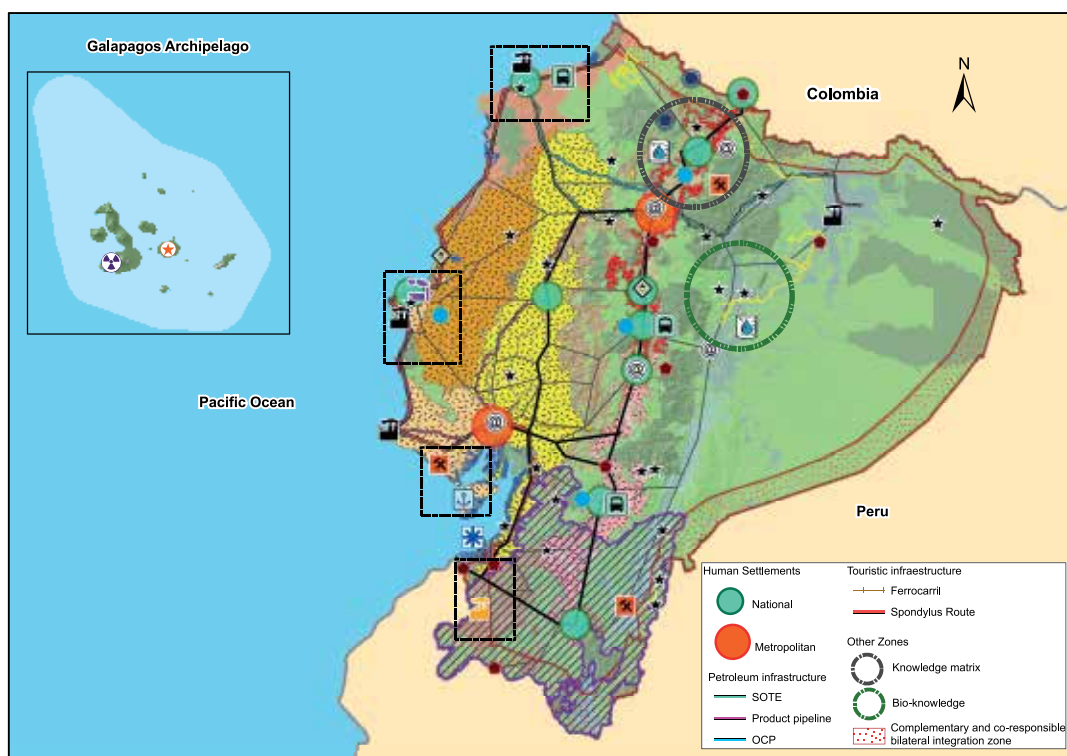 Galapagos Archipelago
N
Colombia
Pacific Ocean
Peru
Human Settlements
National
Metropolitan
Petroleum infrastructure
SOTE
Product pipeline
OCP
Touristic infraestructure
Ferrocarril
Spondylus Route
Other Zones
Knowledge matrix
Bio-knowledge
Complementary and co-responsible
bilateral integration zone